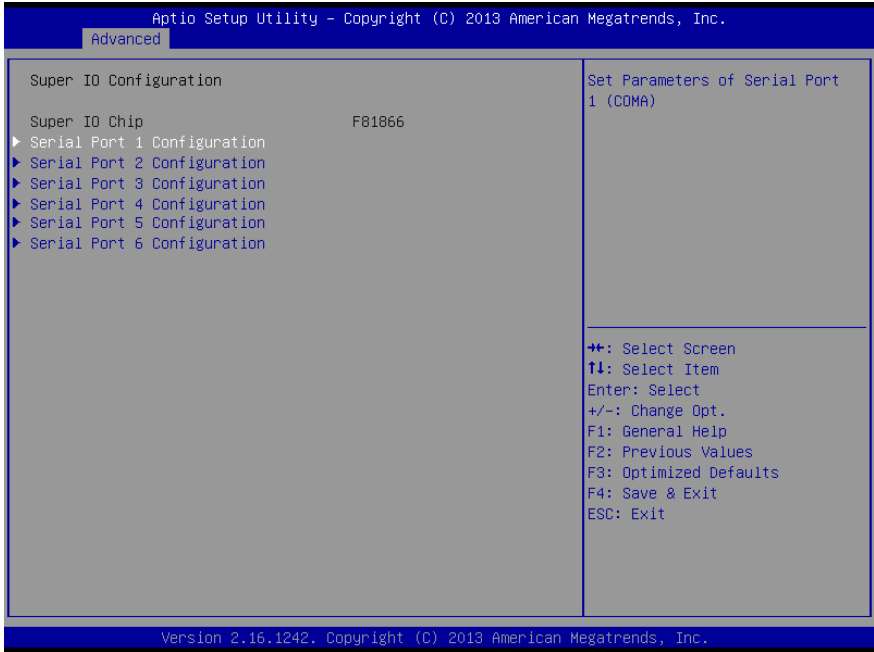 Aptio Setup Utility – Copyright (C) 2013 American Megatrends, Inc.
Advanced
Super IO Configuration
Super IO Chip F81866
Serial Port 1 Configuration
Serial Port 2 Configuration
Serial Port 3 Configuration
Serial Port 4 Configuration
Serial Port 5 Configuration
Serial Port 6 Configuration
Set Parameters of Serial Port
1 (COMA)
→←: Select Screen
↑↓: Select Item
Enter: Select
+/-: Change Opt.
F1: General Help
F2: Previous Values
F3: Optimized Defaults
F4: Save & Exit
ESC: Exit
Version 2.16.1242. Copyright (C) 2013 American Megatrends, Inc.